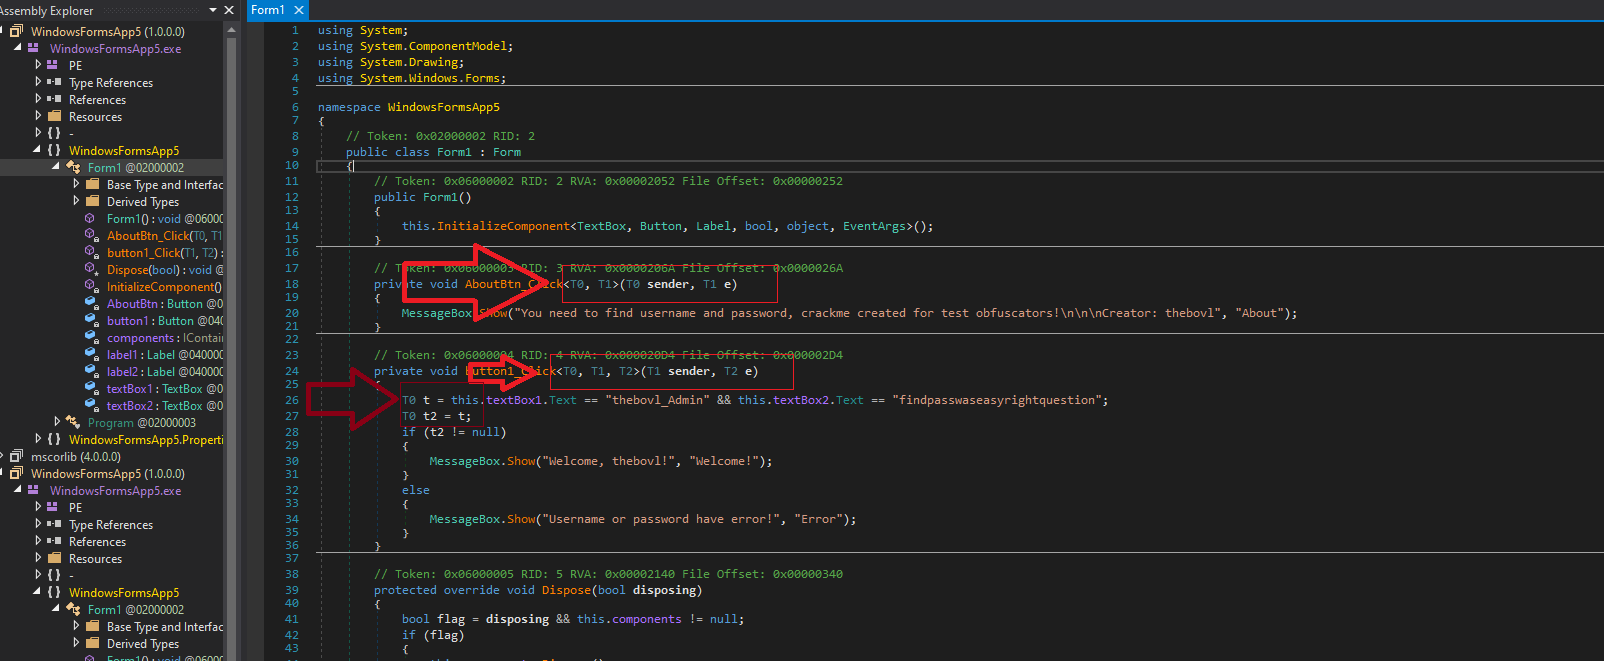 Assembly Explorer
WindowsFormsApp5 (1.0.0.0)
WindowsFormsApp5.exe
PE
Type References
References
Resources
{ } -
{ } WindowsFormsApp5
Form1 @02000002
Base Type and Interfac
Derived Types
Form1() : void @0600
AboutBtn_Click(T0, T1
button1_Click(T1, T2) :
Dispose(bool) : void @
InitializeComponent()
AboutBtn : Button @0
button1 : Button @040
components : IContain
label1 : Label @040000
label2 : Label @040000
textBox1 : TextBox @0
textBox2 : TextBox @0
Program @02000003
{ } WindowsFormsApp5.Properti
mscorlib (4.0.0.0)
WindowsFormsApp5 (1.0.0.0)
WindowsFormsApp5.exe
PE
Type References
References
Resources
{ } -
{ } WindowsFormsApp5
Form1 @02000002
Base Type and Interfac
Derived Types
Form1() : void @0600
Form1
1 using System;
2 using System.ComponentModel;
3 using System.Drawing;
4 using System.Windows.Forms;
5
6 namespace WindowsFormsApp5
7 {
8 // Token: 0x02000002 RID: 2
9 public class Form1 : Form
10 {
11 // Token: 0x06000002 RID: 2 RVA: 0x00002052 File Offset: 0x00000252
12 public Form1()
13 {
14 this.InitializeComponent<TextBox, Button, Label, bool, object, EventArgs>();
15 }
16
17 // Token: 0x06000003 RID: 3 RVA: 0x0000206A File Offset: 0x0000026A
18 private void AboutBtn_Click<T0, T1>(T0 sender, T1 e)
19 {
20 MessageBox.Show("You need to find username and password, crackme created for test obfuscators!\n\n\nCreator: thebovl", "About");
21 }
22
23 // Token: 0x06000004 RID: 4 RVA: 0x000020D4 File Offset: 0x000002D4
24 private void button1_Click<T0, T1, T2>(T1 sender, T2 e)
25 {
26 T0 t = this.textBox1.Text == "thebovl_Admin" && this.textBox2.Text == "findpasswaseasyrightquestion";
27 T0 t2 = t;
28 if (t2 != null)
29 {
30 MessageBox.Show("Welcome, thebovl!", "Welcome!");
31 }
32 else
33 {
34 MessageBox.Show("Username or password have error!", "Error");
35 }
36 }
37
38 // Token: 0x06000005 RID: 5 RVA: 0x00002140 File Offset: 0x00000340
39 protected override void Dispose(bool disposing)
40 {
41 bool flag = disposing && this.components != null;
42 if (flag)
43 {